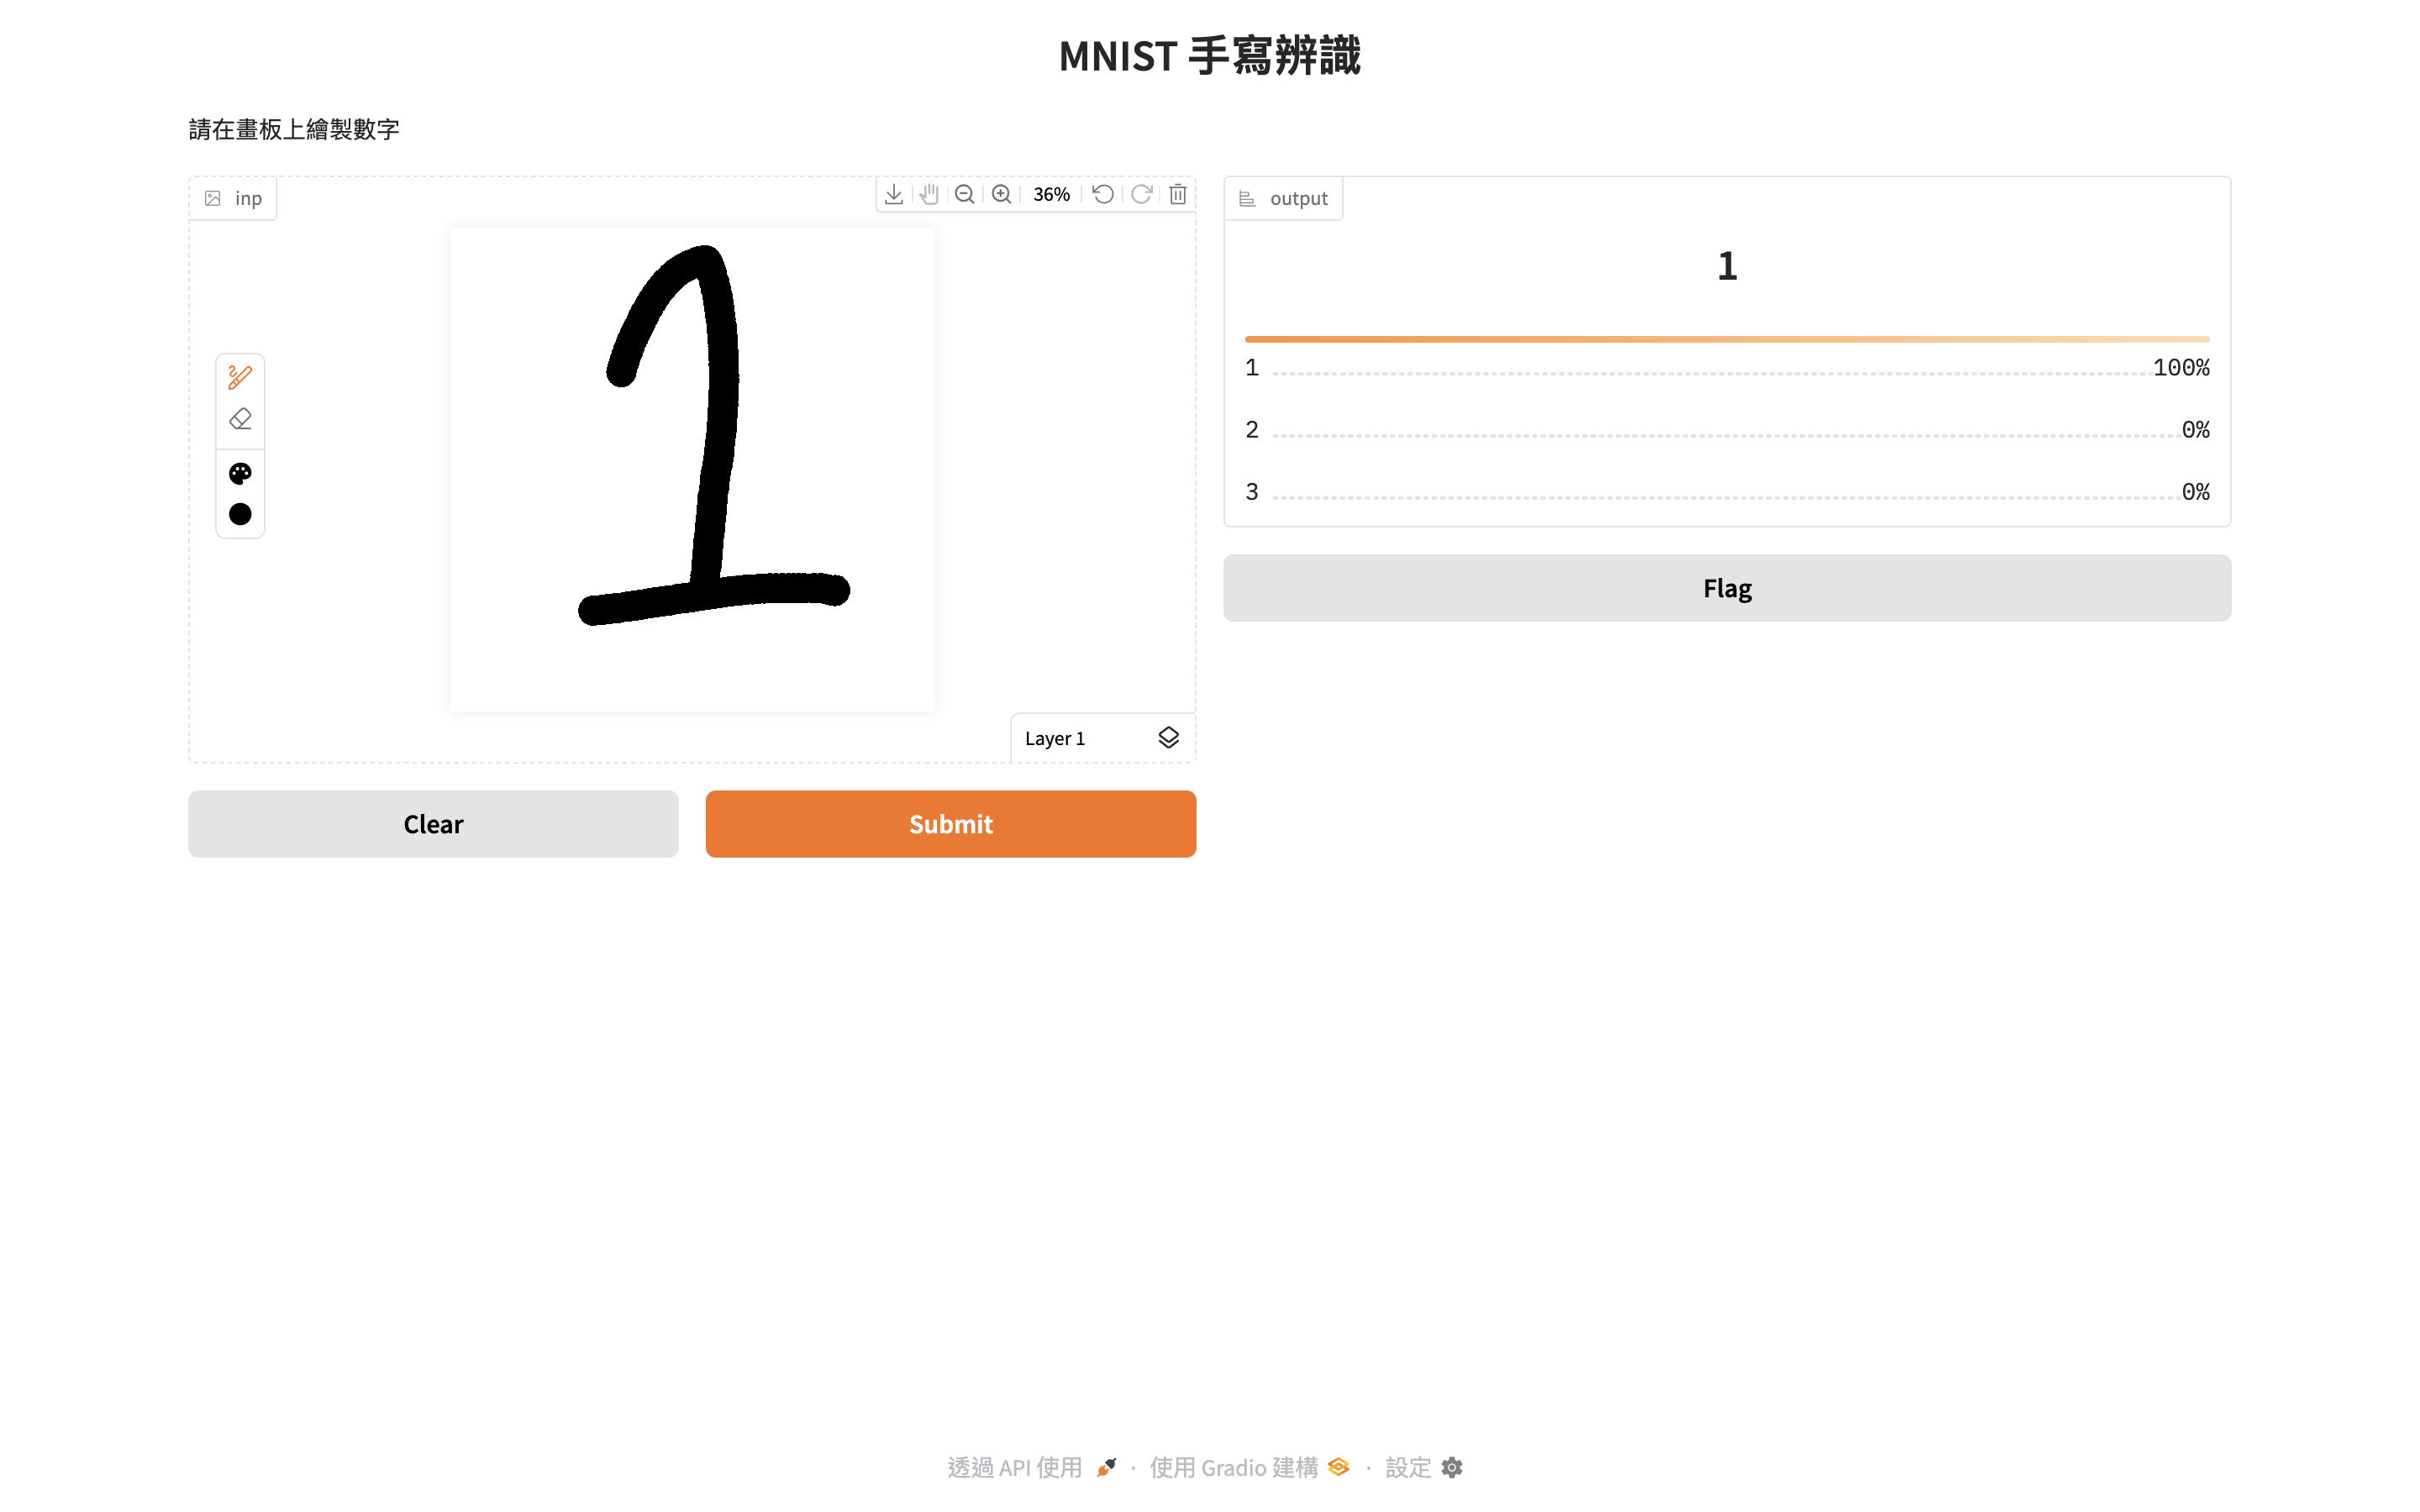 MNIST 手寫辨識
請在畫板上繪製數字
inp
36%
1
Layer 1
Clear
Submit
output
1
1 100%
2 0%
3 0%
Flag
透過 API 使用 · 使用 Gradio 建構 · 設定